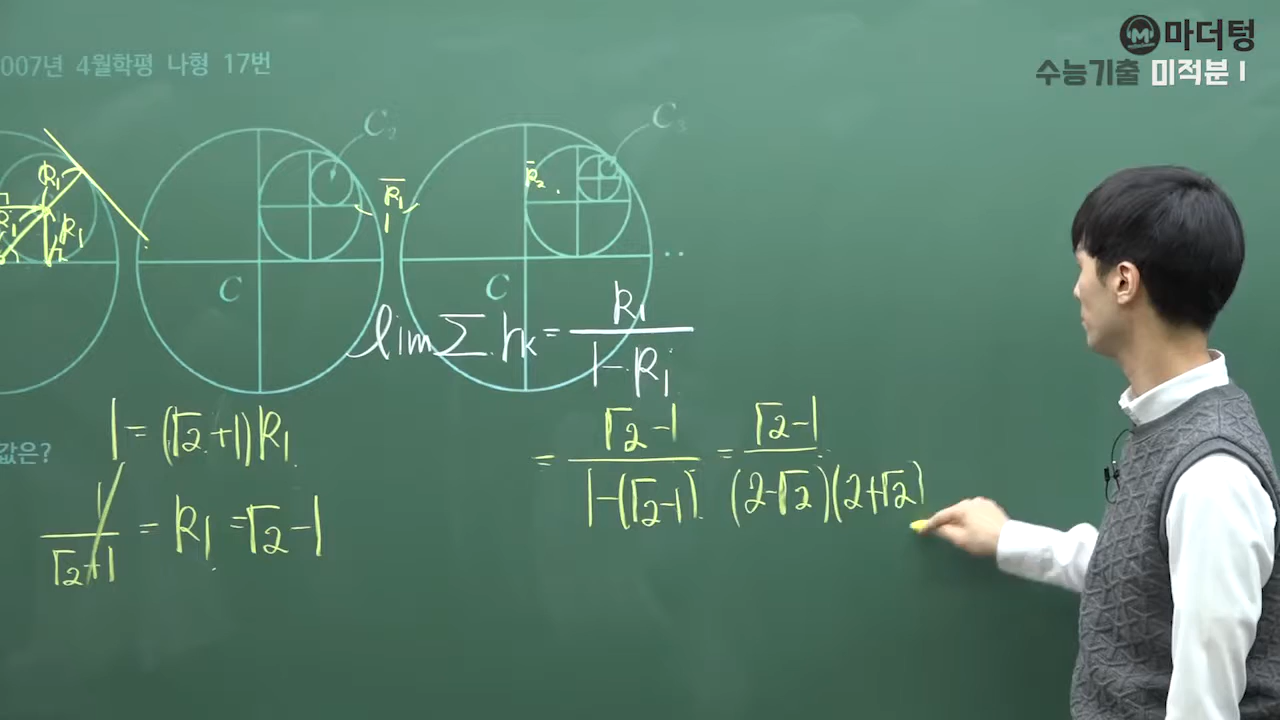 마더텅
수능기출 미적분 I
007년 4월학평 나형 17번
C₂
C₃
R₁
R₁
R₁
R₂
1
C
C
lim Σ rₖ = R₁ / (1 - R₁)
1 = (√2 + 1)R₁
값은?
= (√2 - 1) / (1 - (√2 - 1)) = (√2 - 1) / (2 - √2)(2 + √2)
1 / (√2 + 1) = R₁ = √2 - 1